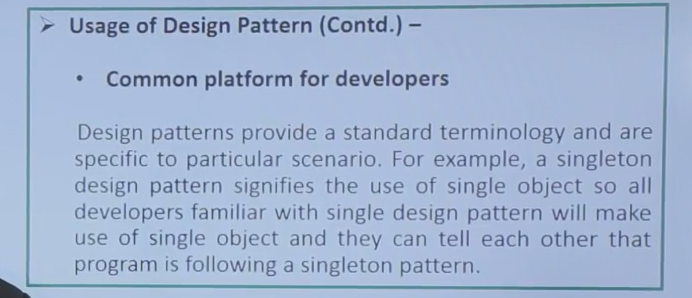 ➢ Usage of Design Pattern (Contd.) –
• Common platform for developers
Design patterns provide a standard terminology and are
specific to particular scenario. For example, a singleton
design pattern signifies the use of single object so all
developers familiar with single design pattern will make
use of single object and they can tell each other that
program is following a singleton pattern.